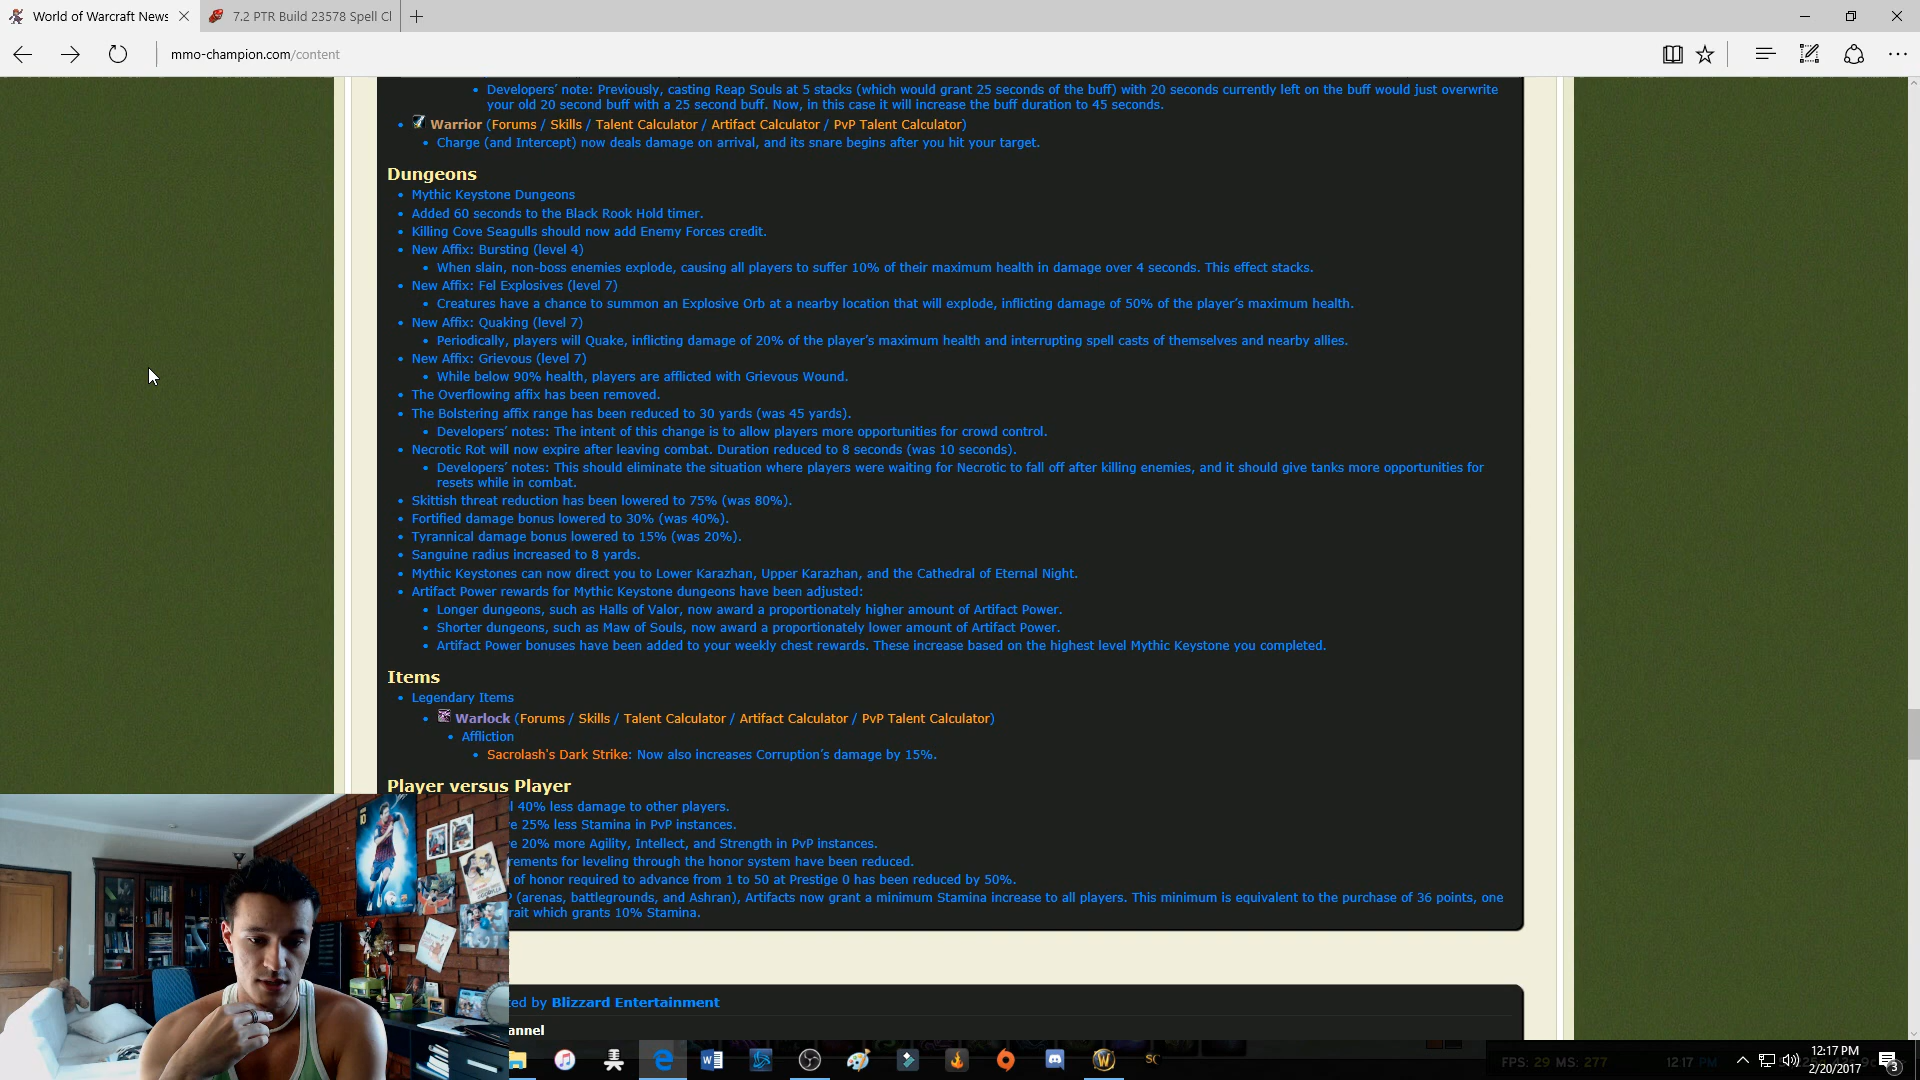 World of Warcraft News
7.2 PTR Build 23578 Spell Cl
mmo-champion.com/content
Developers' note: Previously, casting Reap Souls at 5 stacks (which would grant 25 seconds of the buff) with 20 seconds currently left on the buff would just overwrite
your old 20 second buff with a 25 second buff. Now, in this case it will increase the buff duration to 45 seconds.
Warrior (Forums / Skills / Talent Calculator / Artifact Calculator / PvP Talent Calculator)
Charge (and Intercept) now deals damage on arrival, and its snare begins after you hit your target.
Dungeons
Mythic Keystone Dungeons
Added 60 seconds to the Black Rook Hold timer.
Killing Cove Seagulls should now add Enemy Forces credit.
New Affix: Bursting (level 4)
When slain, non-boss enemies explode, causing all players to suffer 10% of their maximum health in damage over 4 seconds. This effect stacks.
New Affix: Fel Explosives (level 7)
Creatures have a chance to summon an Explosive Orb at a nearby location that will explode, inflicting damage of 50% of the player's maximum health.
New Affix: Quaking (level 7)
Periodically, players will Quake, inflicting damage of 20% of the player's maximum health and interrupting spell casts of themselves and nearby allies.
New Affix: Grievous (level 7)
While below 90% health, players are afflicted with Grievous Wound.
The Overflowing affix has been removed.
The Bolstering affix range has been reduced to 30 yards (was 45 yards).
Developers' notes: The intent of this change is to allow players more opportunities for crowd control.
Necrotic Rot will now expire after leaving combat. Duration reduced to 8 seconds (was 10 seconds).
Developers' notes: This should eliminate the situation where players were waiting for Necrotic to fall off after killing enemies, and it should give tanks more opportunities for
resets while in combat.
Skittish threat reduction has been lowered to 75% (was 80%).
Fortified damage bonus lowered to 30% (was 40%).
Tyrannical damage bonus lowered to 15% (was 20%).
Sanguine radius increased to 8 yards.
Mythic Keystones can now direct you to Lower Karazhan, Upper Karazhan, and the Cathedral of Eternal Night.
Artifact Power rewards for Mythic Keystone dungeons have been adjusted:
Longer dungeons, such as Halls of Valor, now award a proportionately higher amount of Artifact Power.
Shorter dungeons, such as Maw of Souls, now award a proportionately lower amount of Artifact Power.
Artifact Power bonuses have been added to your weekly chest rewards. These increase based on the highest level Mythic Keystone you completed.
Items
Legendary Items
Warlock (Forums / Skills / Talent Calculator / Artifact Calculator / PvP Talent Calculator)
Affliction
Sacrolash's Dark Strike: Now also increases Corruption's damage by 15%.
Player versus Player
l 40% less damage to other players.
e 25% less Stamina in PvP instances.
e 20% more Agility, Intellect, and Strength in PvP instances.
rements for leveling through the honor system have been reduced.
of honor required to advance from 1 to 50 at Prestige 0 has been reduced by 50%.
P (arenas, battlegrounds, and Ashran), Artifacts now grant a minimum Stamina increase to all players. This minimum is equivalent to the purchase of 36 points, one
rait which grants 10% Stamina.
ted by Blizzard Entertainment
annel
SC
FPS: 29 MS: 277
12:17 PM
12:17 PM
2/20/2017
3